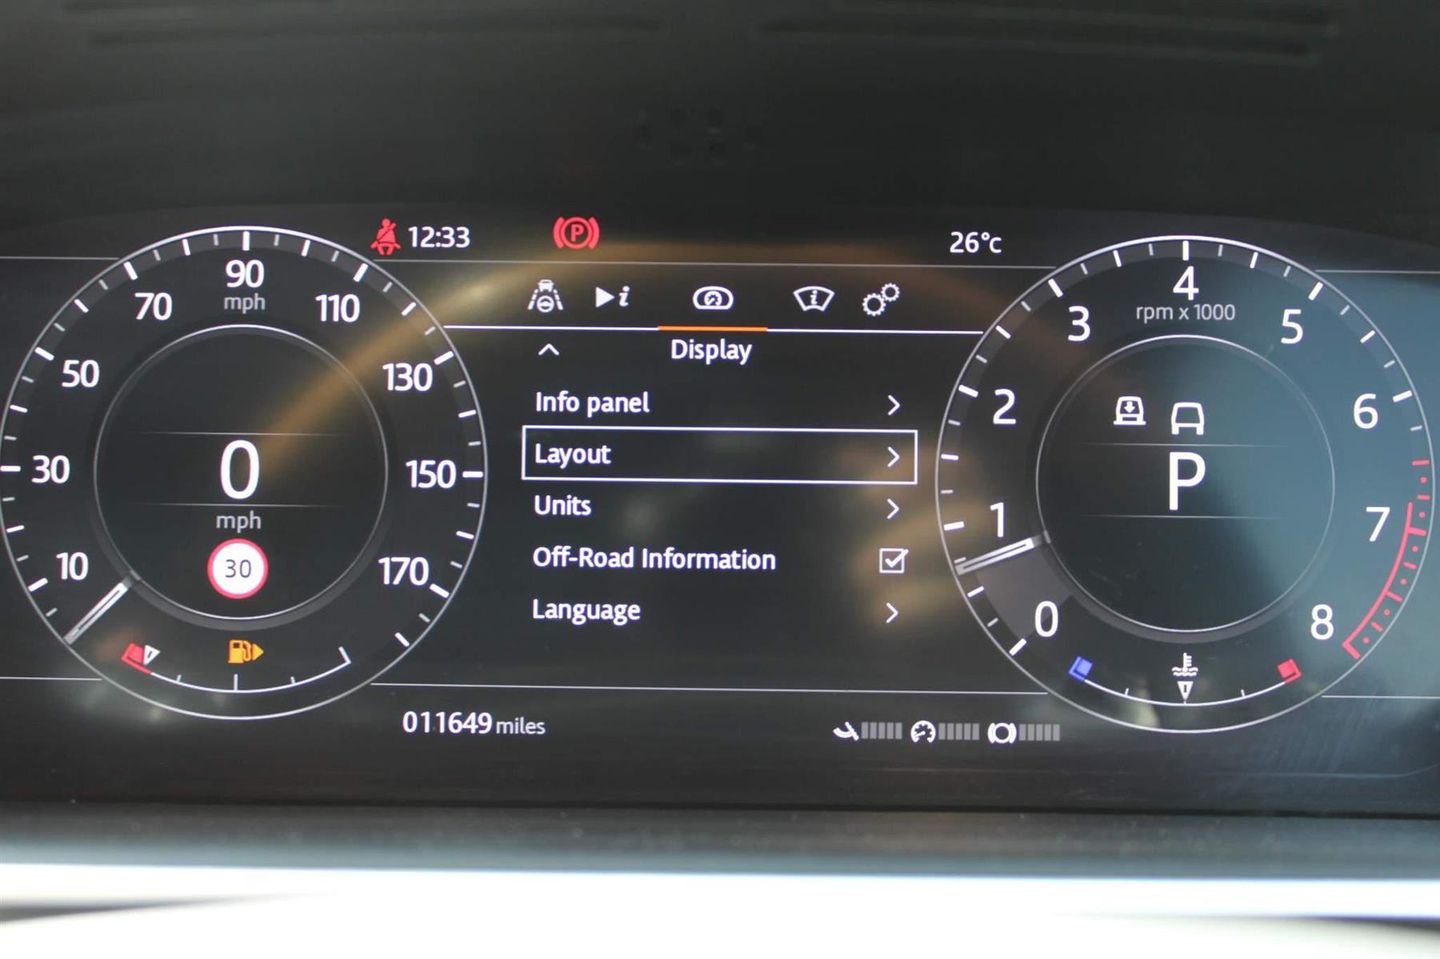 12:33
P
26°c
i
i
Display
Info panel
Layout
Units
Off-Road Information
Language
10
30
50
70
90
mph
110
130
150
170
0
mph
30
0
1
2
3
4
rpm x 1000
5
6
7
8
P
011649 miles